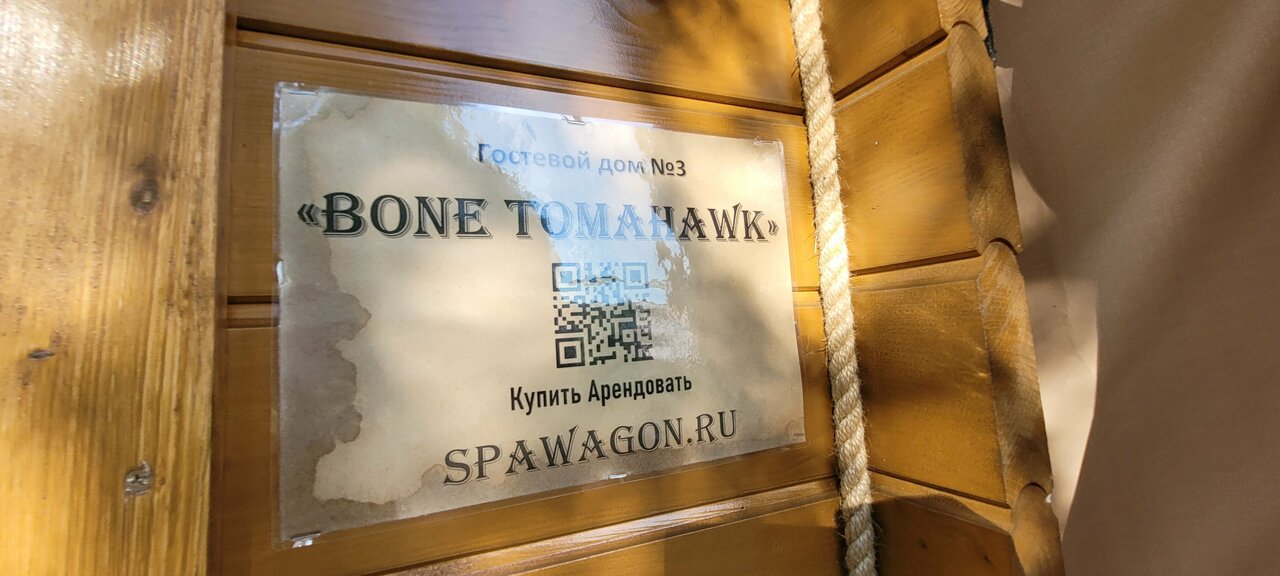 Гостевой дом №3
«BONE TOMAHAWK»
Купить Арендовать
SPAWAGON.RU